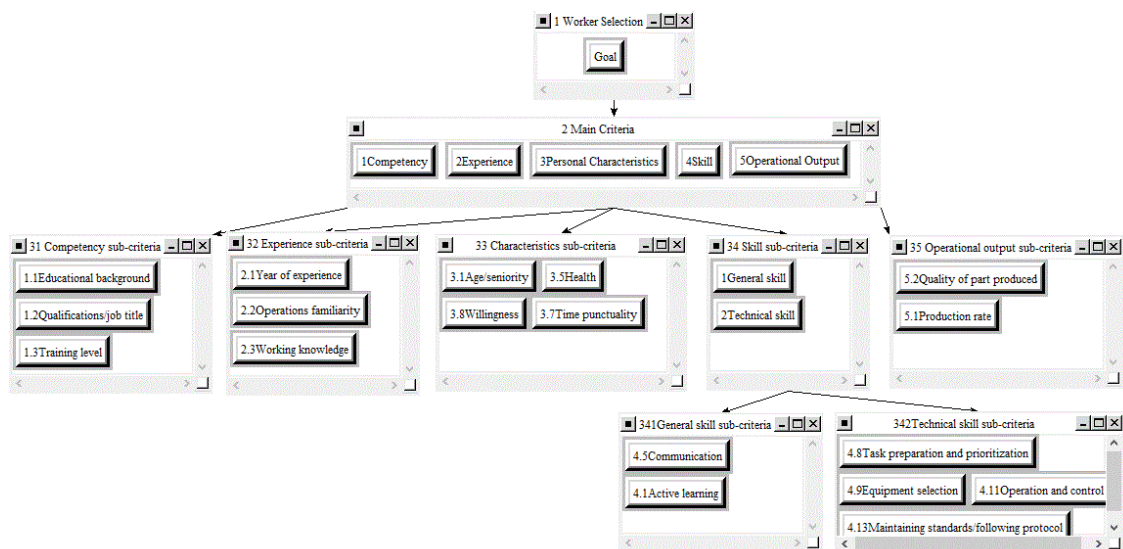 1 Worker Selection
Goal
2 Main Criteria
1Competency
2Experience
3Personal Characteristics
4Skill
5Operational Output
31 Competency sub-criteria
1.1Educational background
1.2Qualifications/job title
1.3Training level
32 Experience sub-criteria
2.1Year of experience
2.2Operations familiarity
2.3Working knowledge
33 Characteristics sub-criteria
3.1Age/seniority
3.5Health
3.8Willingness
3.7Time punctuality
34 Skill sub-criteria
1General skill
2Technical skill
35 Operational output sub-criteria
5.2Quality of part produced
5.1Production rate
341General skill sub-criteria
4.5Communication
4.1Active learning
342Technical skill sub-criteria
4.8Task preparation and prioritization
4.9Equipment selection
4.11Operation and control
4.13Maintaining standards/following protocol